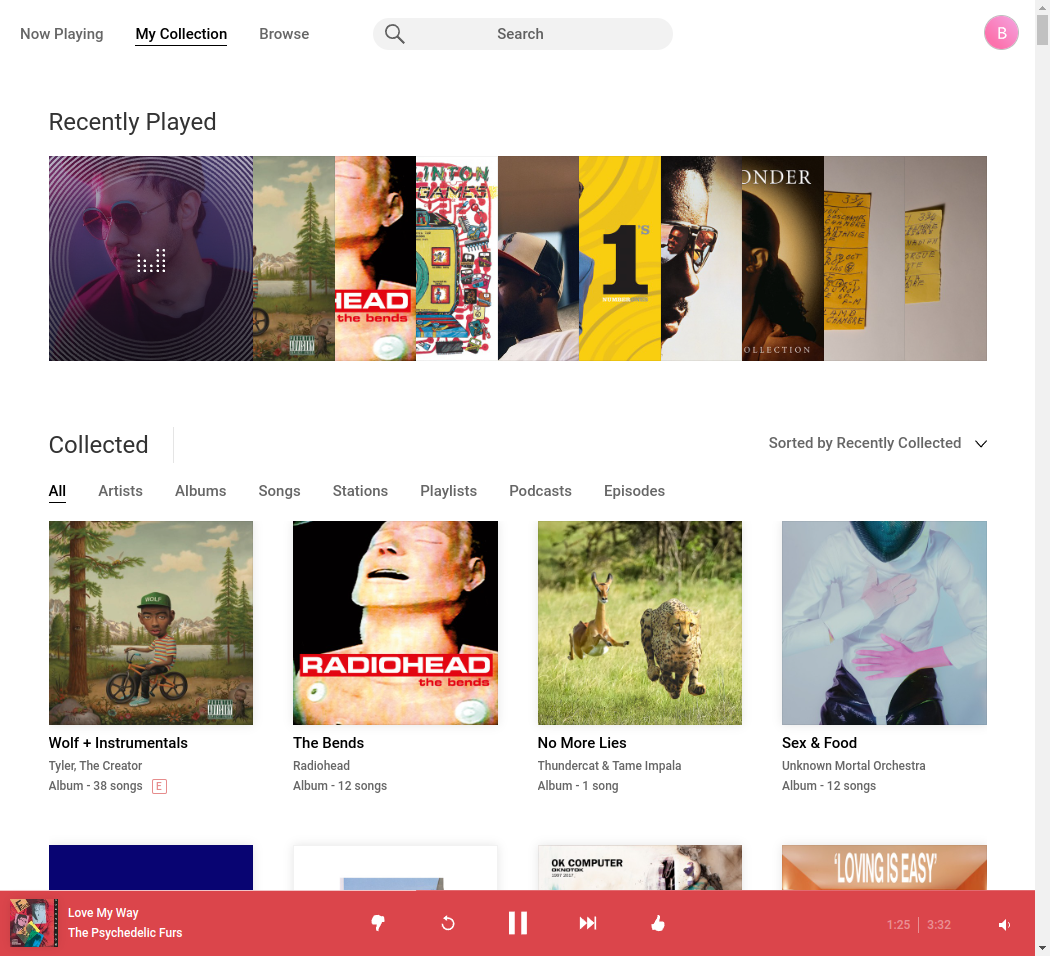 Now Playing
My Collection
Browse
Search
B
Recently Played
HEAD
the bends
INTON
GAMES
1'S
ONDER
OLLECTION
Collected
Sorted by Recently Collected
All
Artists
Albums
Songs
Stations
Playlists
Podcasts
Episodes
WOLF
RADIOHEAD
the bends
Wolf + Instrumentals
Tyler, The Creator
Album - 38 songs E
The Bends
Radiohead
Album - 12 songs
No More Lies
Thundercat & Tame Impala
Album - 1 song
Sex & Food
Unknown Mortal Orchestra
Album - 12 songs
OK COMPUTER
OKNOTOK
1997 2017
'LOVING IS EASY'
Love My Way
The Psychedelic Furs
1:25
3:32